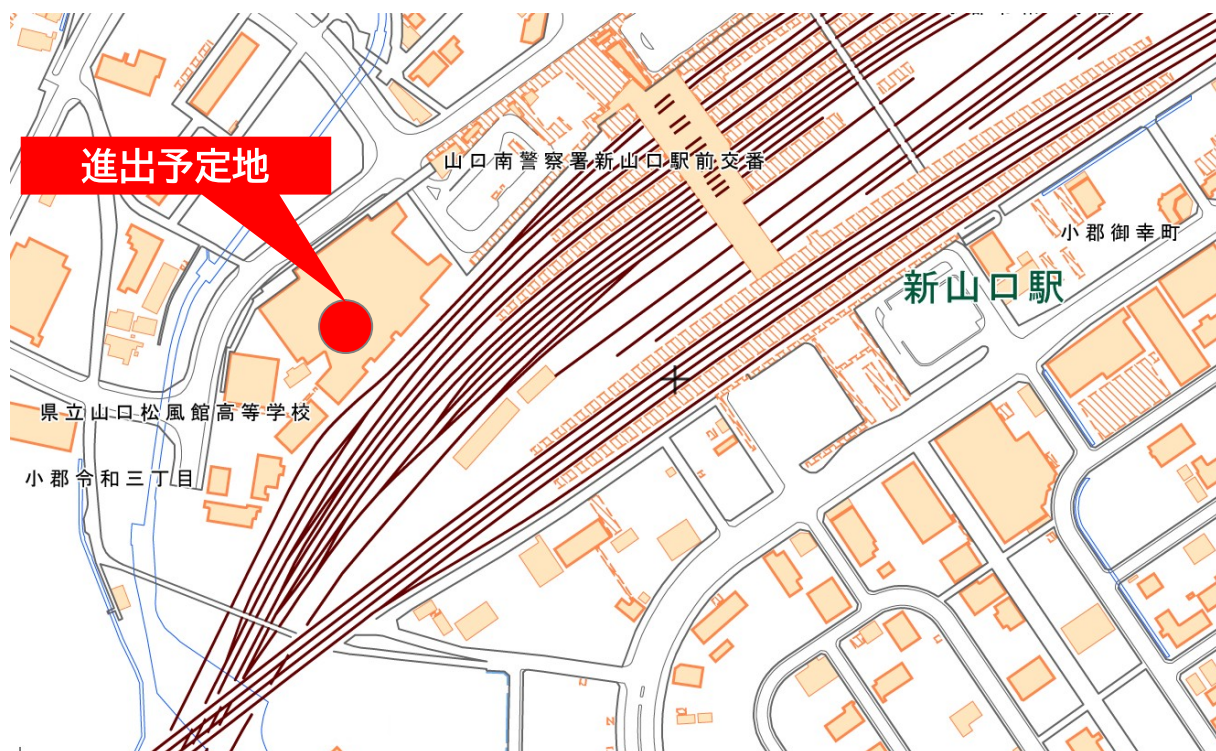 進出予定地
山口南警察署新山口駅前交番
小郡御幸町
新山口駅
県立山口松風館高等学校
小郡令和三丁目